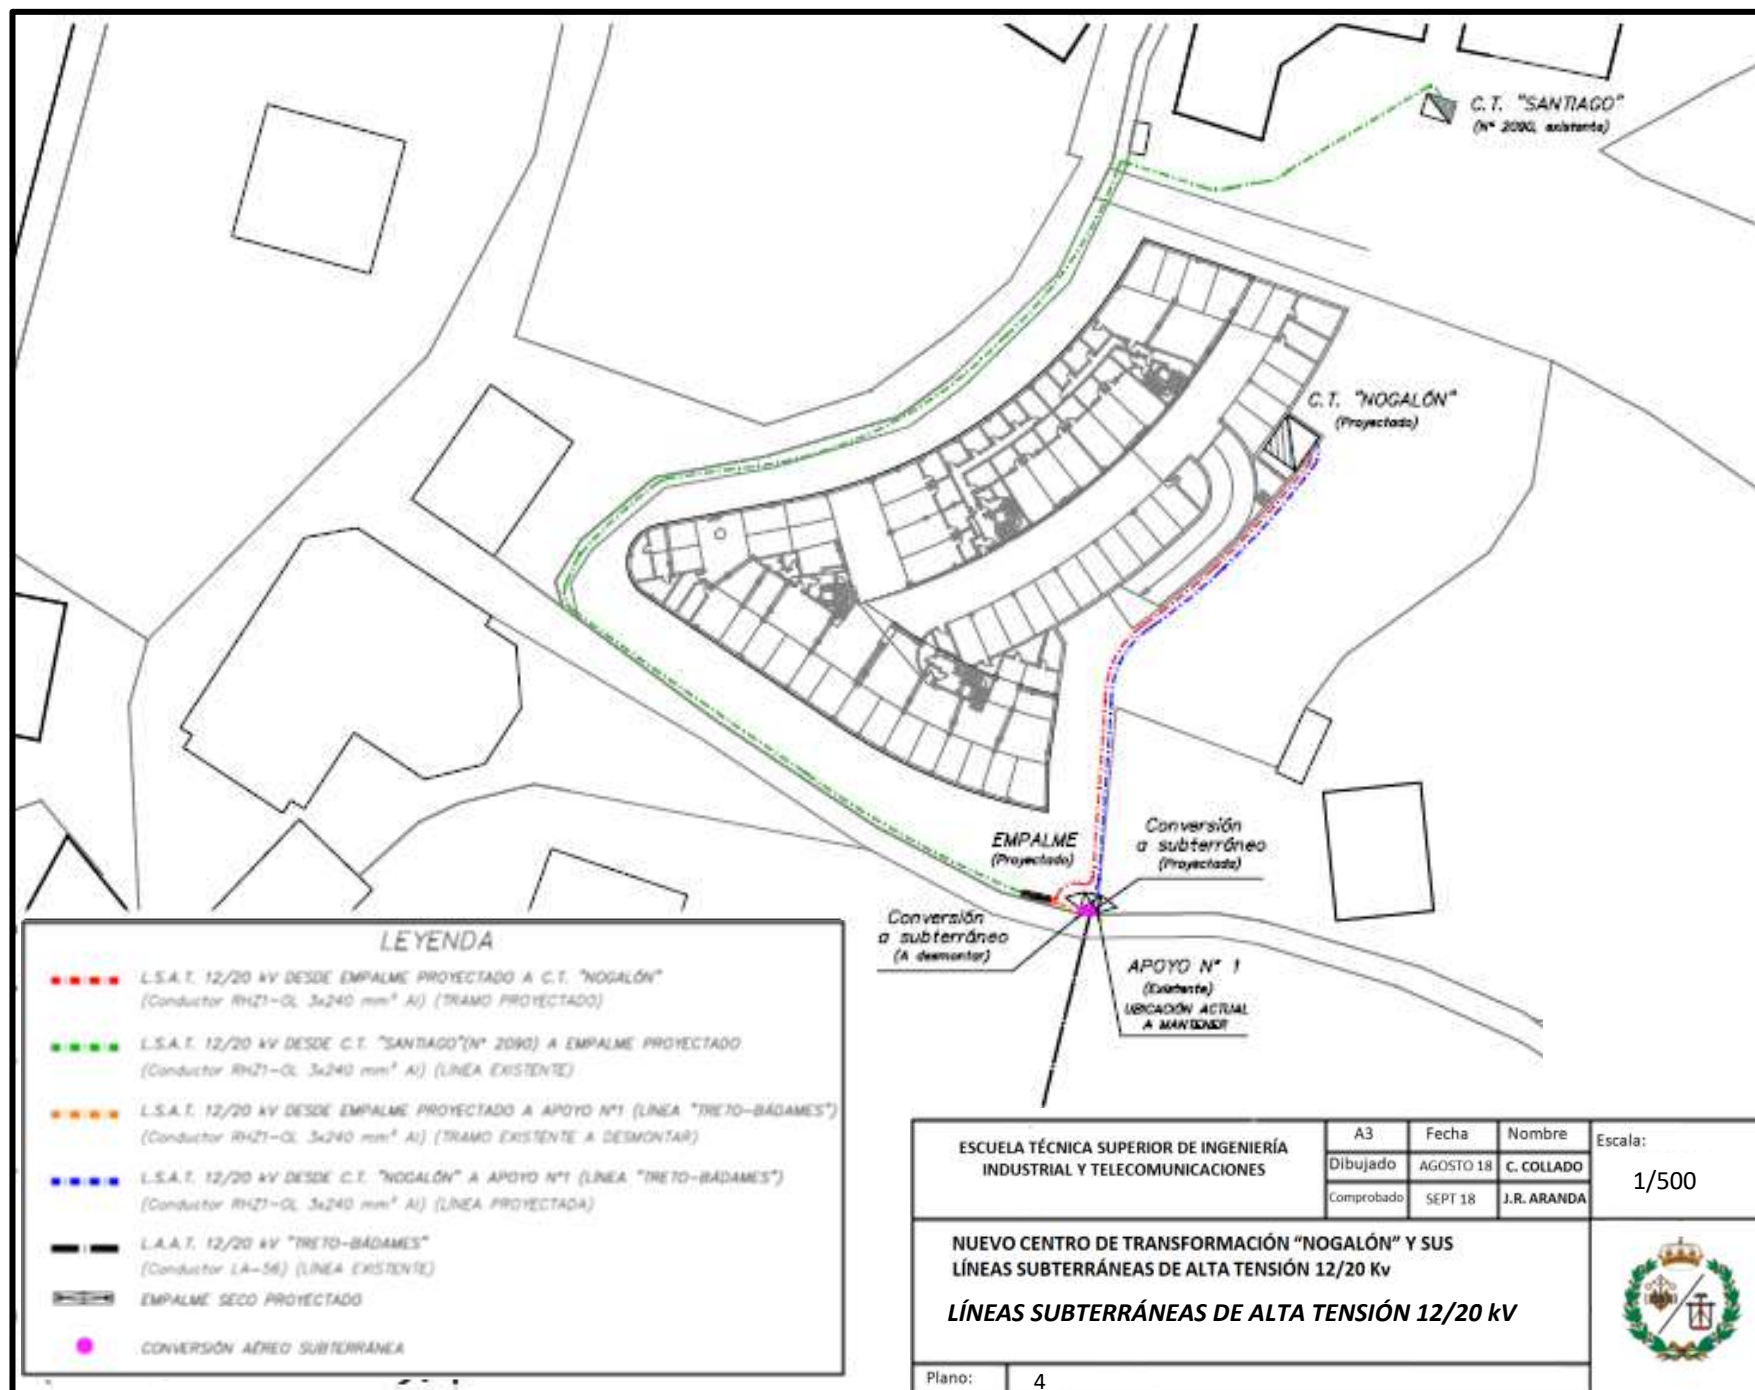 C.T. "SANTIAGO"
(Nº 2090, existente)
C.T. "NOGALÓN"
(Proyectado)
EMPALME
(Proyectado)
Conversión
a subterráneo
(Proyectada)
Conversión
a subterráneo
(A desmontar)
APOYO Nº 1
(Existente)
UBICACIÓN ACTUAL
A MANTENER
LEYENDA
L.S.A.T. 12/20 kV DESDE EMPALME PROYECTADO A C.T. "NOGALÓN"
(Conductor RHZ1-OL 3x240 mm² Al) (TRAMO PROYECTADO)
L.S.A.T. 12/20 kV DESDE C.T. "SANTIAGO"(Nº 2090) A EMPALME PROYECTADO
(Conductor RHZ1-OL 3x240 mm² Al) (LÍNEA EXISTENTE)
L.S.A.T. 12/20 kV DESDE EMPALME PROYECTADO A APOYO Nº1 (LÍNEA "TRETO-BÁDAMES")
(Conductor RHZ1-OL 3x240 mm² Al) (TRAMO EXISTENTE A DESMONTAR)
L.S.A.T. 12/20 kV DESDE C.T. "NOGALÓN" A APOYO Nº1 (LÍNEA "TRETO-BÁDAMES")
(Conductor RHZ1-OL 3x240 mm² Al) (LÍNEA PROYECTADA)
L.A.A.T. 12/20 kV "TRETO-BÁDAMES"
(Conductor LA-56) (LÍNEA EXISTENTE)
EMPALME SECO PROYECTADO
CONVERSIÓN AÉREO SUBTERRÁNEA
ESCUELA TÉCNICA SUPERIOR DE INGENIERÍA
INDUSTRIAL Y TELECOMUNICACIONES
A3 Fecha Nombre
Dibujado AGOSTO 18 C. COLLADO
Comprobado SEPT 18 J.R. ARANDA
Escala:
1/500
NUEVO CENTRO DE TRANSFORMACIÓN “NOGALÓN” Y SUS
LÍNEAS SUBTERRÁNEAS DE ALTA TENSIÓN 12/20 Kv
LÍNEAS SUBTERRÁNEAS DE ALTA TENSIÓN 12/20 kV
Plano: 4